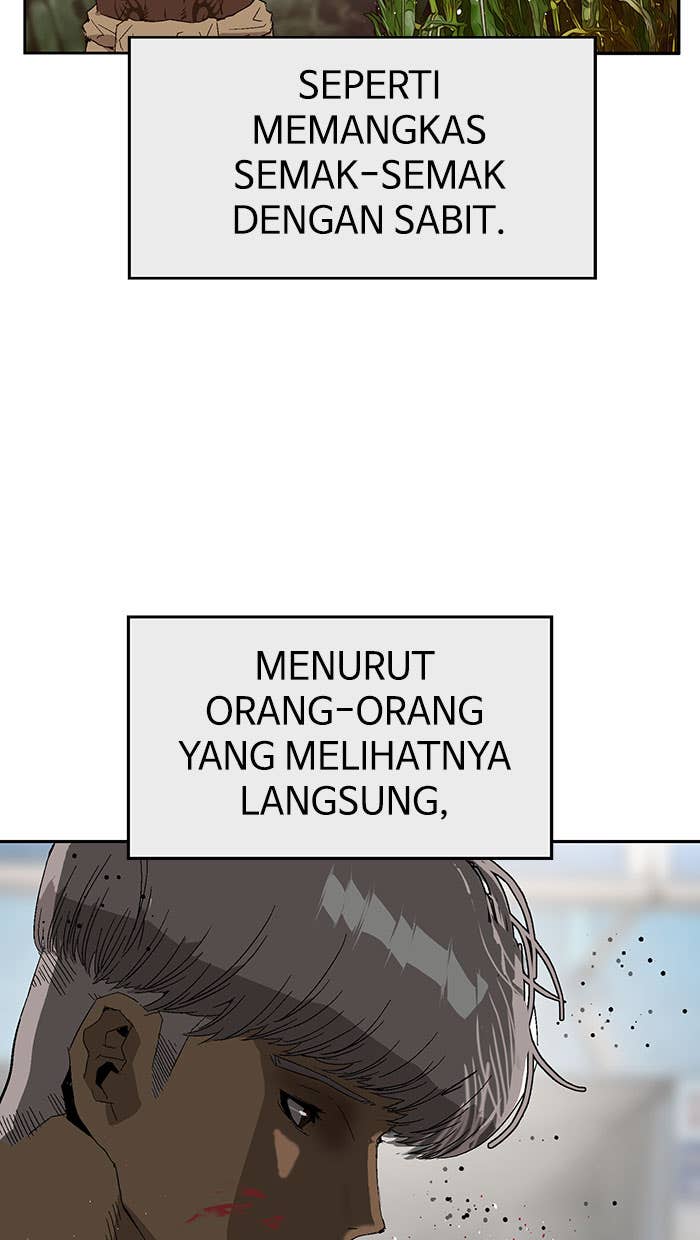 SEPERTI
MEMANGKAS
SEMAK-SEMAK
DENGAN SABIT.
MENURUT
ORANG-ORANG
YANG MELIHATNYA
LANGSUNG,